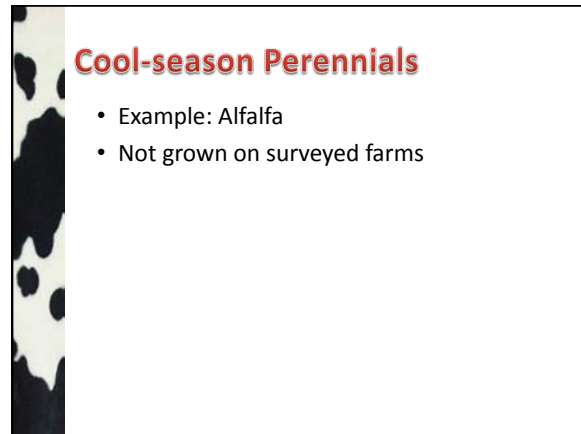 Cool-season Perennials
• Example: Alfalfa
• Not grown on surveyed farms